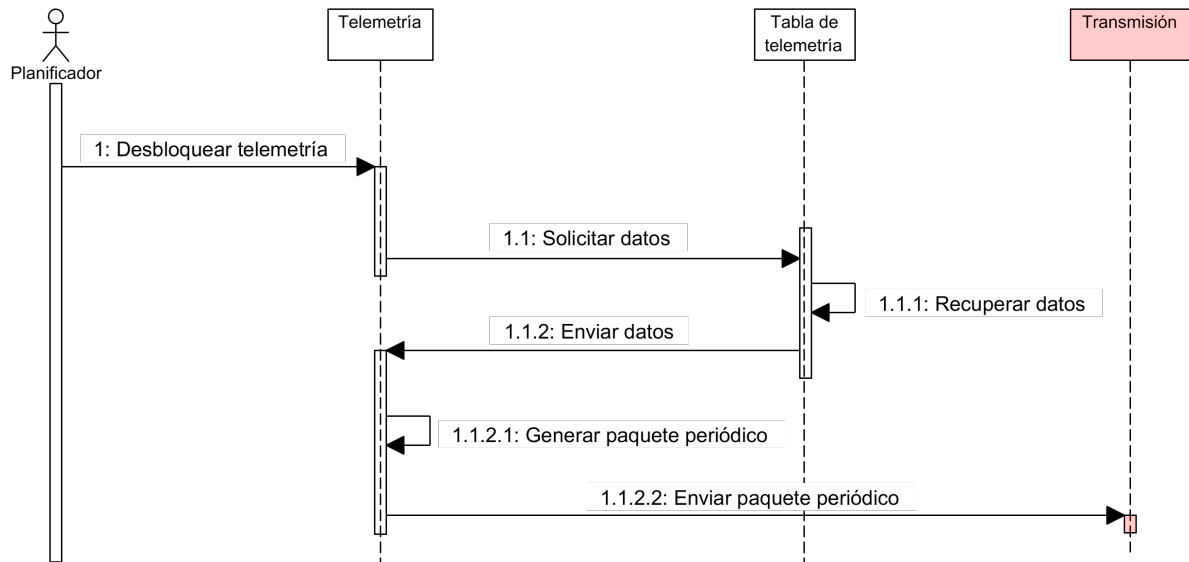 Planificador
Telemetría
Tabla de
telemetría
Transmisión
1: Desbloquear telemetría
1.1: Solicitar datos
1.1.1: Recuperar datos
1.1.2: Enviar datos
1.1.2.1: Generar paquete periódico
1.1.2.2: Enviar paquete periódico